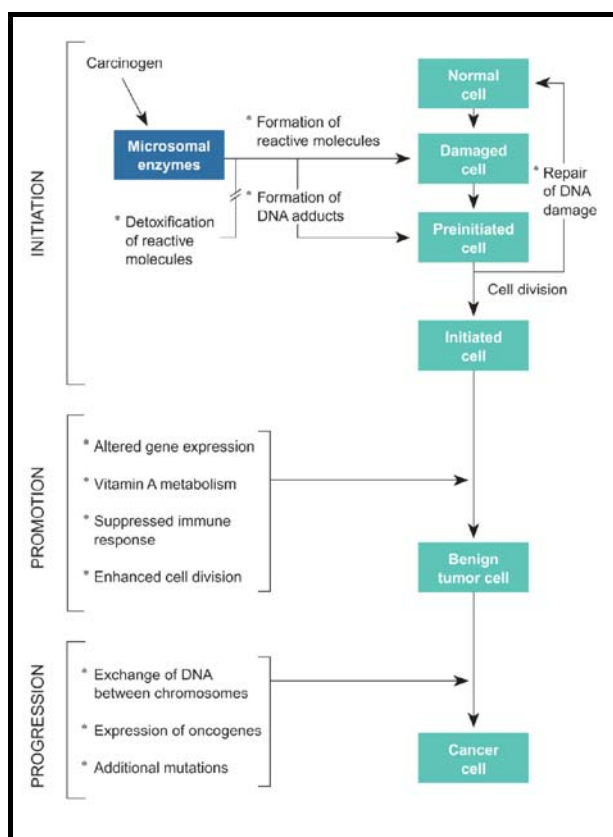 INITIATION
Carcinogen
Microsomal
enzymes
* Detoxification
of reactive
molecules
* Formation of
reactive molecules
* Formation of
DNA adducts
Normal
cell
Damaged
cell
Preinitiated
cell
* Repair
of DNA
damage
Cell division
Initiated
cell
PROMOTION
* Altered gene expression
* Vitamin A metabolism
* Suppressed immune
response
* Enhanced cell division
Benign
tumor cell
PROGRESSION
* Exchange of DNA
between chromosomes
* Expression of oncogenes
* Additional mutations
Cancer
cell